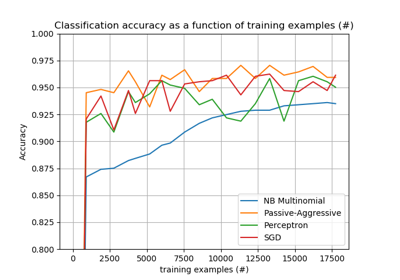 Classification accuracy as a function of training examples (#)
1.000
0.975
0.950
0.925
0.900
0.875
0.850
0.825
0.800
Accuracy
NB Multinomial
Passive-Aggressive
Perceptron
SGD
0 2500 5000 7500 10000 12500 15000 17500
training examples (#)